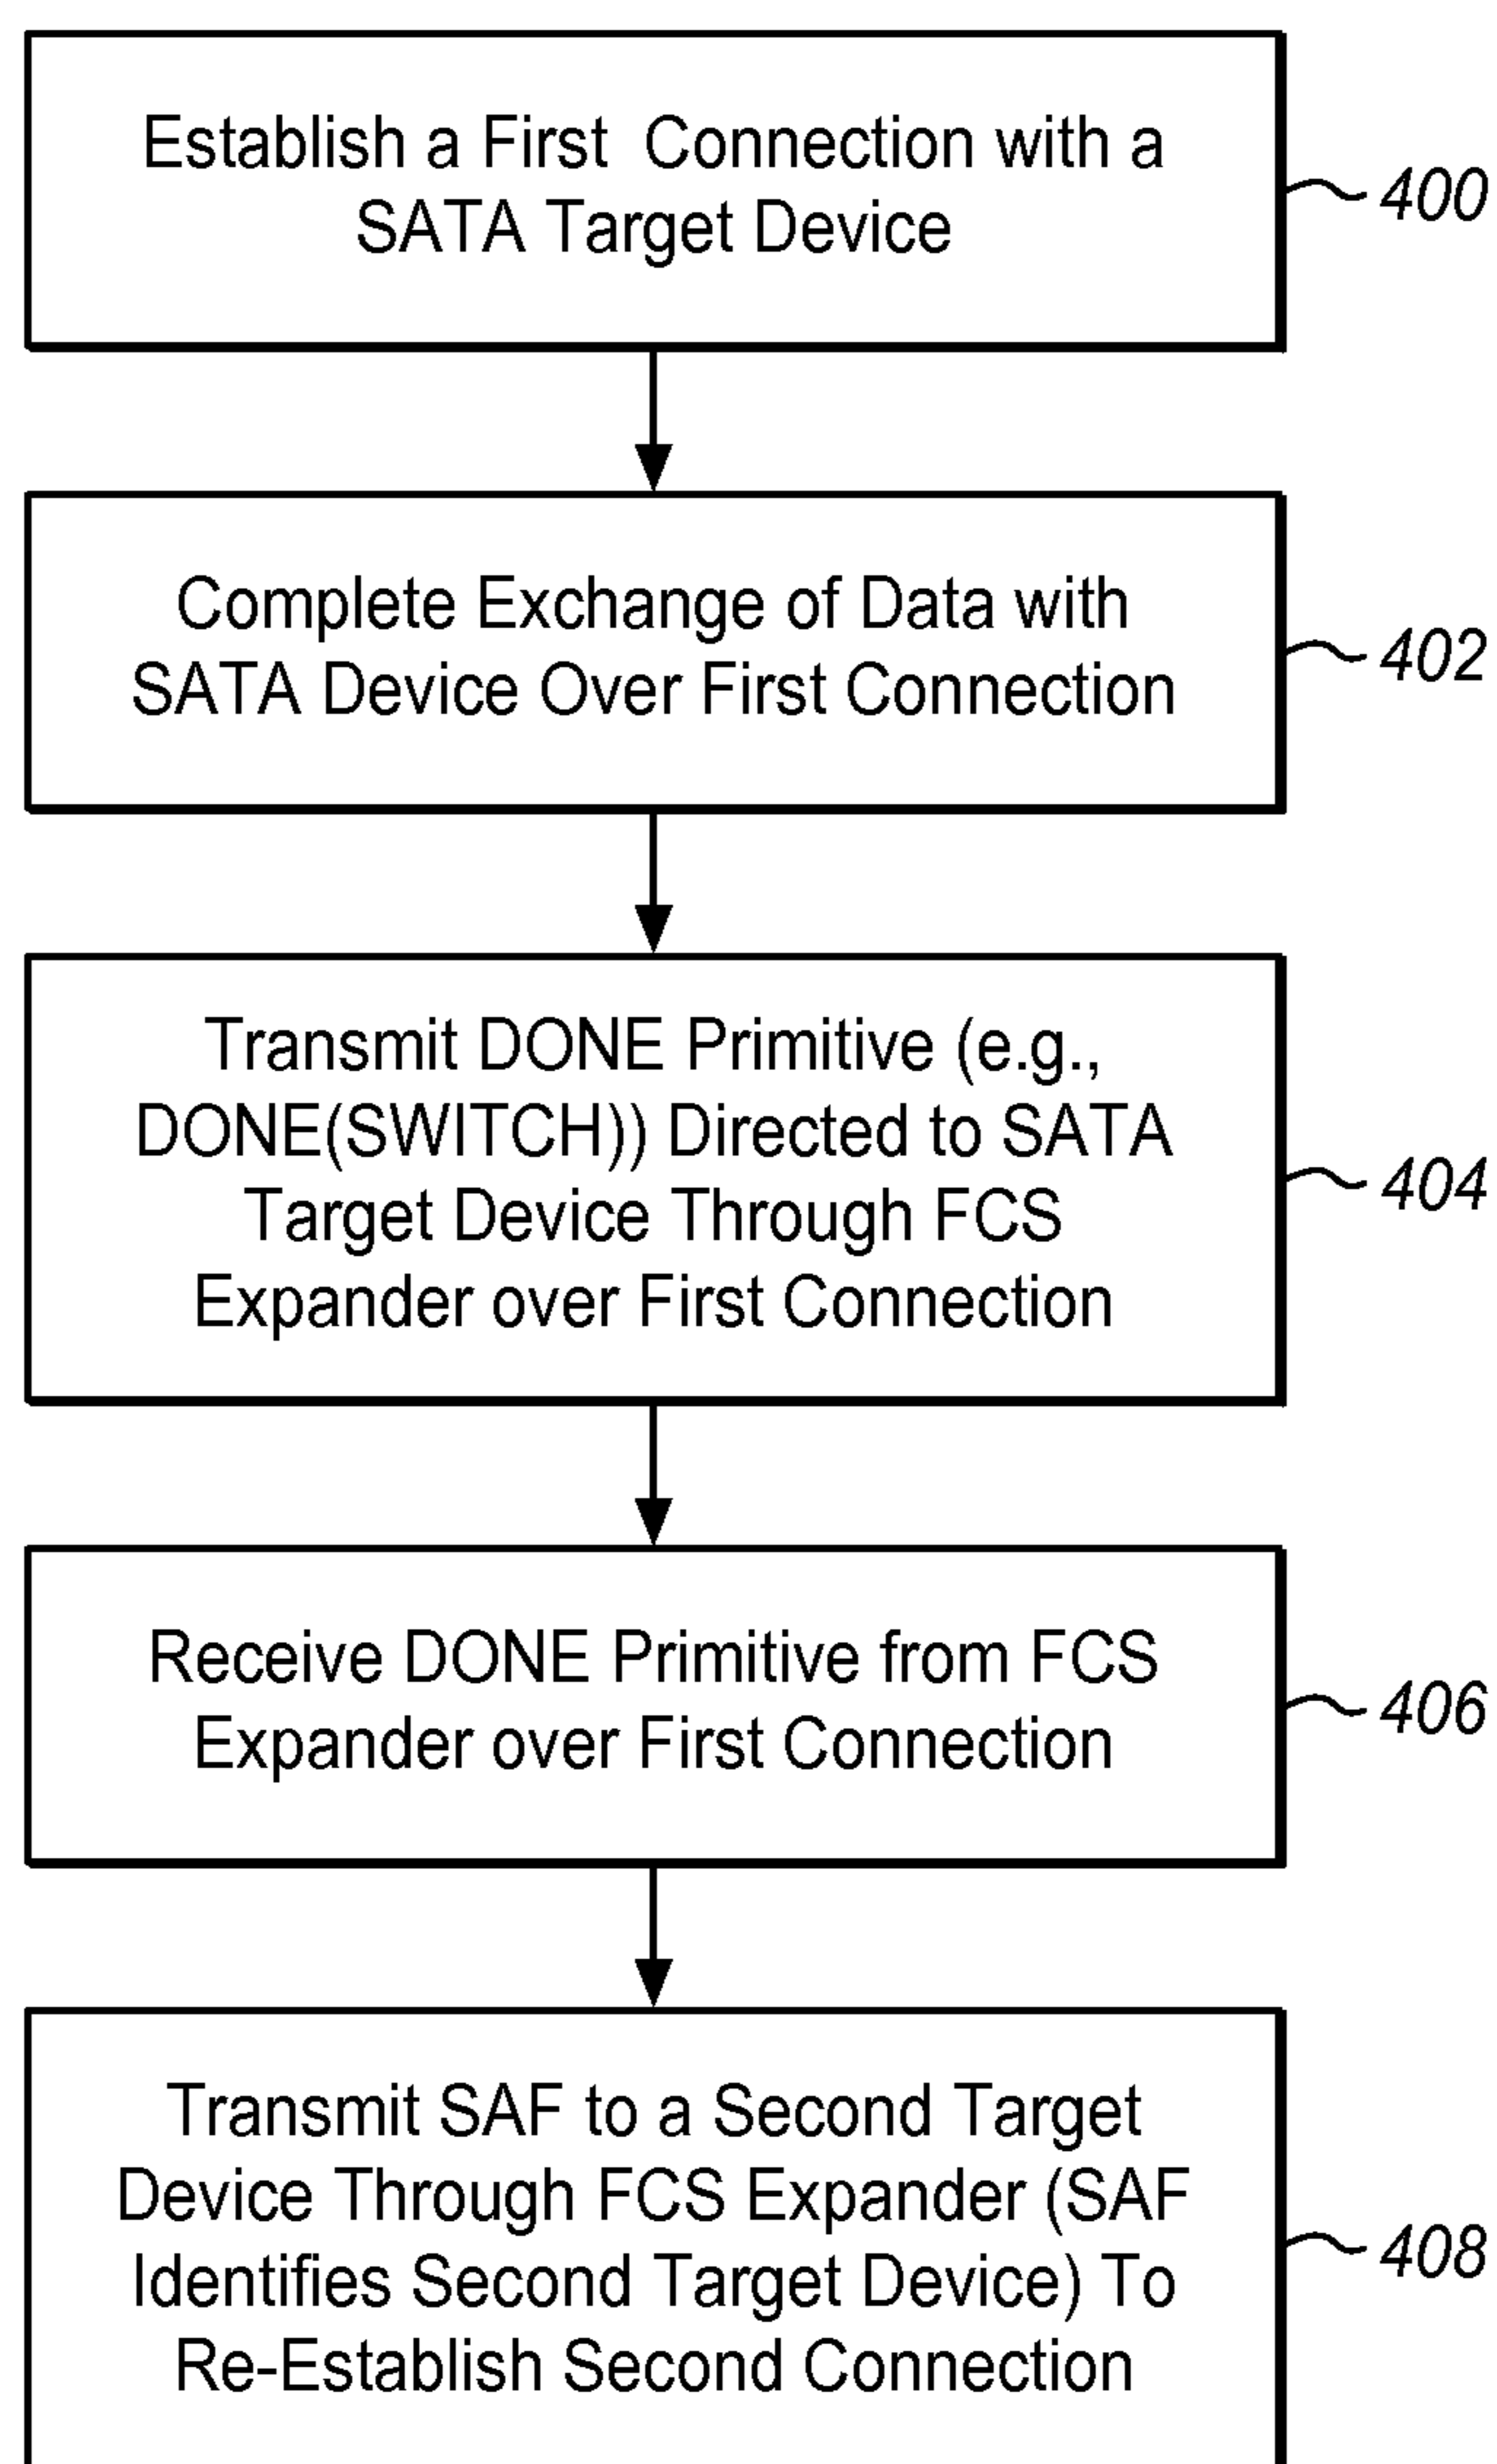 Establish a First Connection with a
SATA Target Device
400
Complete Exchange of Data with
SATA Device Over First Connection
402
Transmit DONE Primitive (e.g.,
DONE(SWITCH)) Directed to SATA
Target Device Through FCS
Expander over First Connection
404
Receive DONE Primitive from FCS
Expander over First Connection
406
Transmit SAF to a Second Target
Device Through FCS Expander (SAF
Identifies Second Target Device) To
Re-Establish Second Connection
408